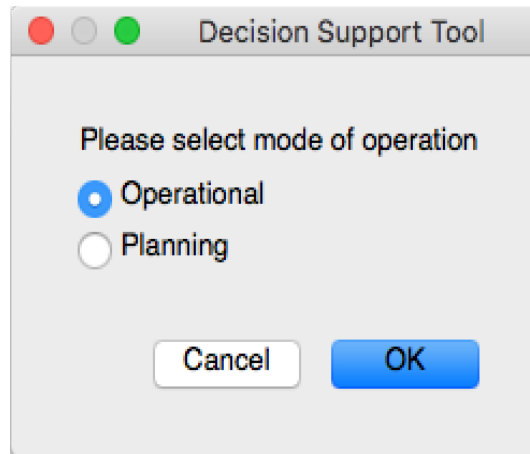 Decision Support Tool
Please select mode of operation
Operational
Planning
Cancel OK